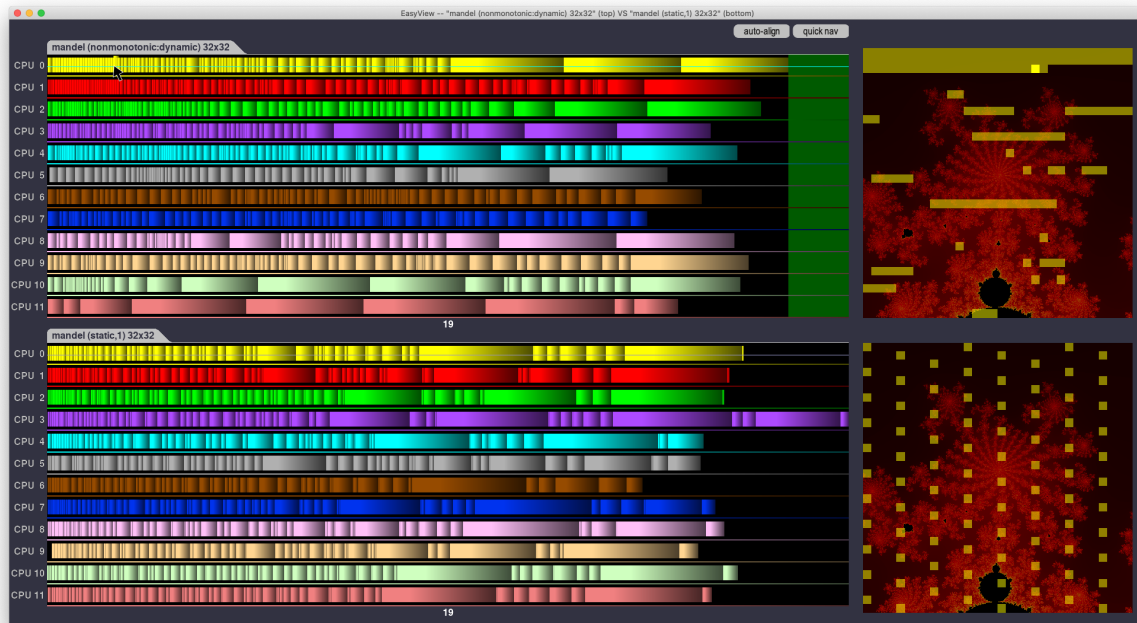 EasyView -- "mandel (nonmonotonic:dynamic) 32x32" (top) VS "mandel (static,1) 32x32" (bottom)
auto-align quick nav
mandel (nonmonotonic:dynamic) 32x32
CPU 0
CPU 1
CPU 2
CPU 3
CPU 4
CPU 5
CPU 6
CPU 7
CPU 8
CPU 9
CPU 10
CPU 11
19
mandel (static,1) 32x32
CPU 0
CPU 1
CPU 2
CPU 3
CPU 4
CPU 5
CPU 6
CPU 7
CPU 8
CPU 9
CPU 10
CPU 11
19